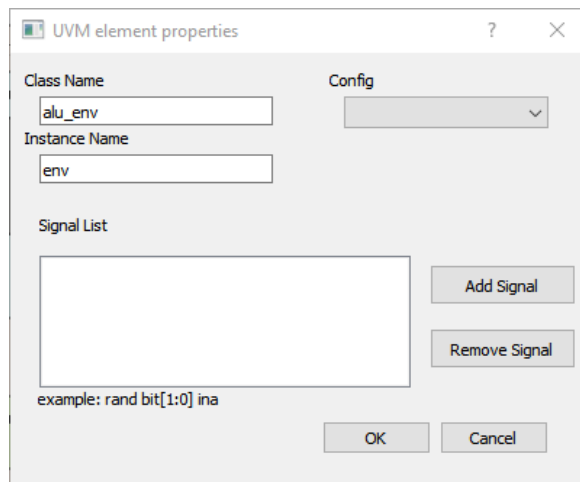 UVM element properties
?
Class Name
Config
alu_env
Instance Name
env
Signal List
Add Signal
Remove Signal
example: rand bit[1:0] ina
OK
Cancel